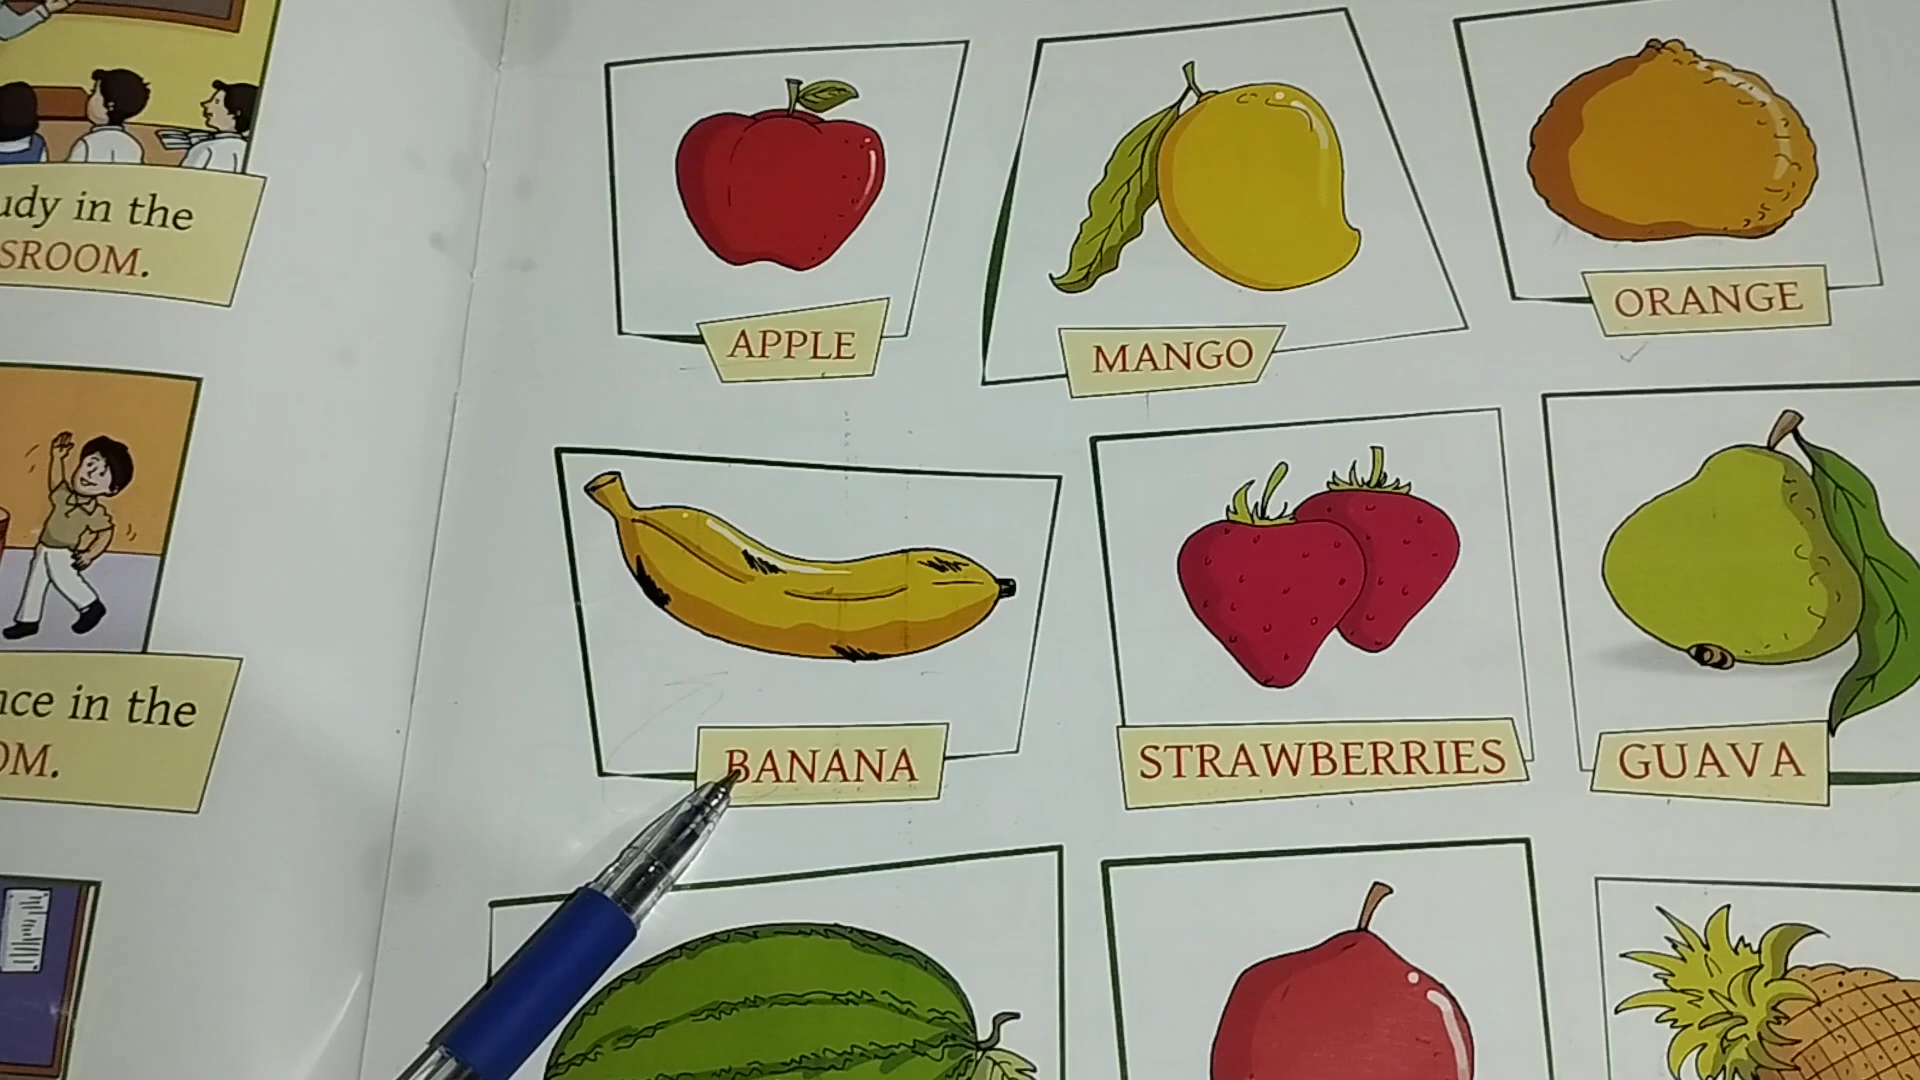 udy in the
SROOM.
nce in the
OM.
APPLE
MANGO
ORANGE
BANANA
STRAWBERRIES
GUAVA